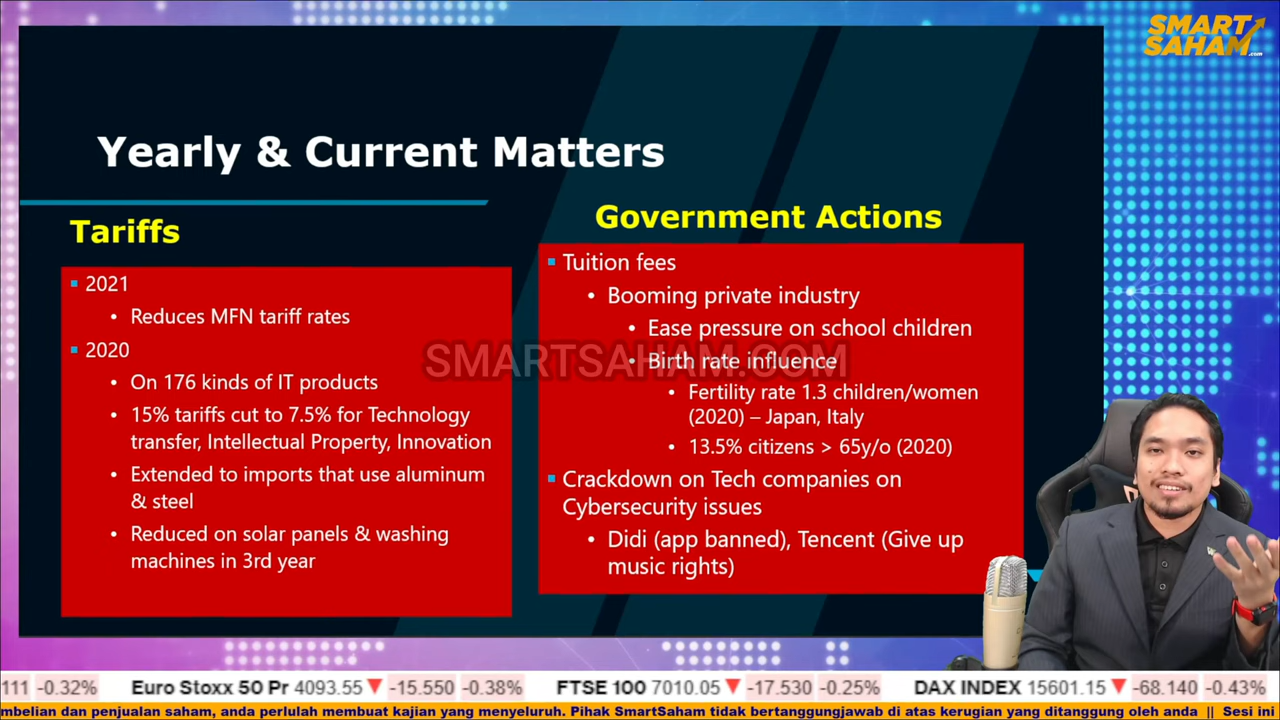 SMART
SAHAM
.com
Yearly & Current Matters
Tariffs
Government Actions
2021
Reduces MFN tariff rates
2020
On 176 kinds of IT products
15% tariffs cut to 7.5% for Technology
transfer, Intellectual Property, Innovation
Extended to imports that use aluminum
& steel
Reduced on solar panels & washing
machines in 3rd year
Tuition fees
Booming private industry
Ease pressure on school children
Birth rate influence
Fertility rate 1.3 children/women
(2020) – Japan, Italy
13.5% citizens > 65y/o (2020)
Crackdown on Tech companies on
Cybersecurity issues
Didi (app banned), Tencent (Give up
music rights)
SMARTSAHAM.COM
111 -0.32% Euro Stoxx 50 Pr 4093.55 -15.550 -0.38% FTSE 100 7010.05 -17.530 -0.25% DAX INDEX 15601.15 -68.140 -0.43%
mbelian dan penjualan saham, anda perlulah membuat kajian yang menyeluruh. Pihak SmartSaham tidak bertanggungjawab di atas kerugian yang ditanggung oleh anda || Sesi ini